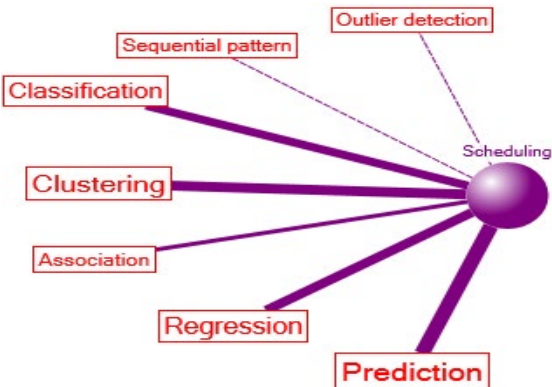 Outlier detection
Sequential pattern
Classification
Scheduling
Clustering
Association
Regression
Prediction